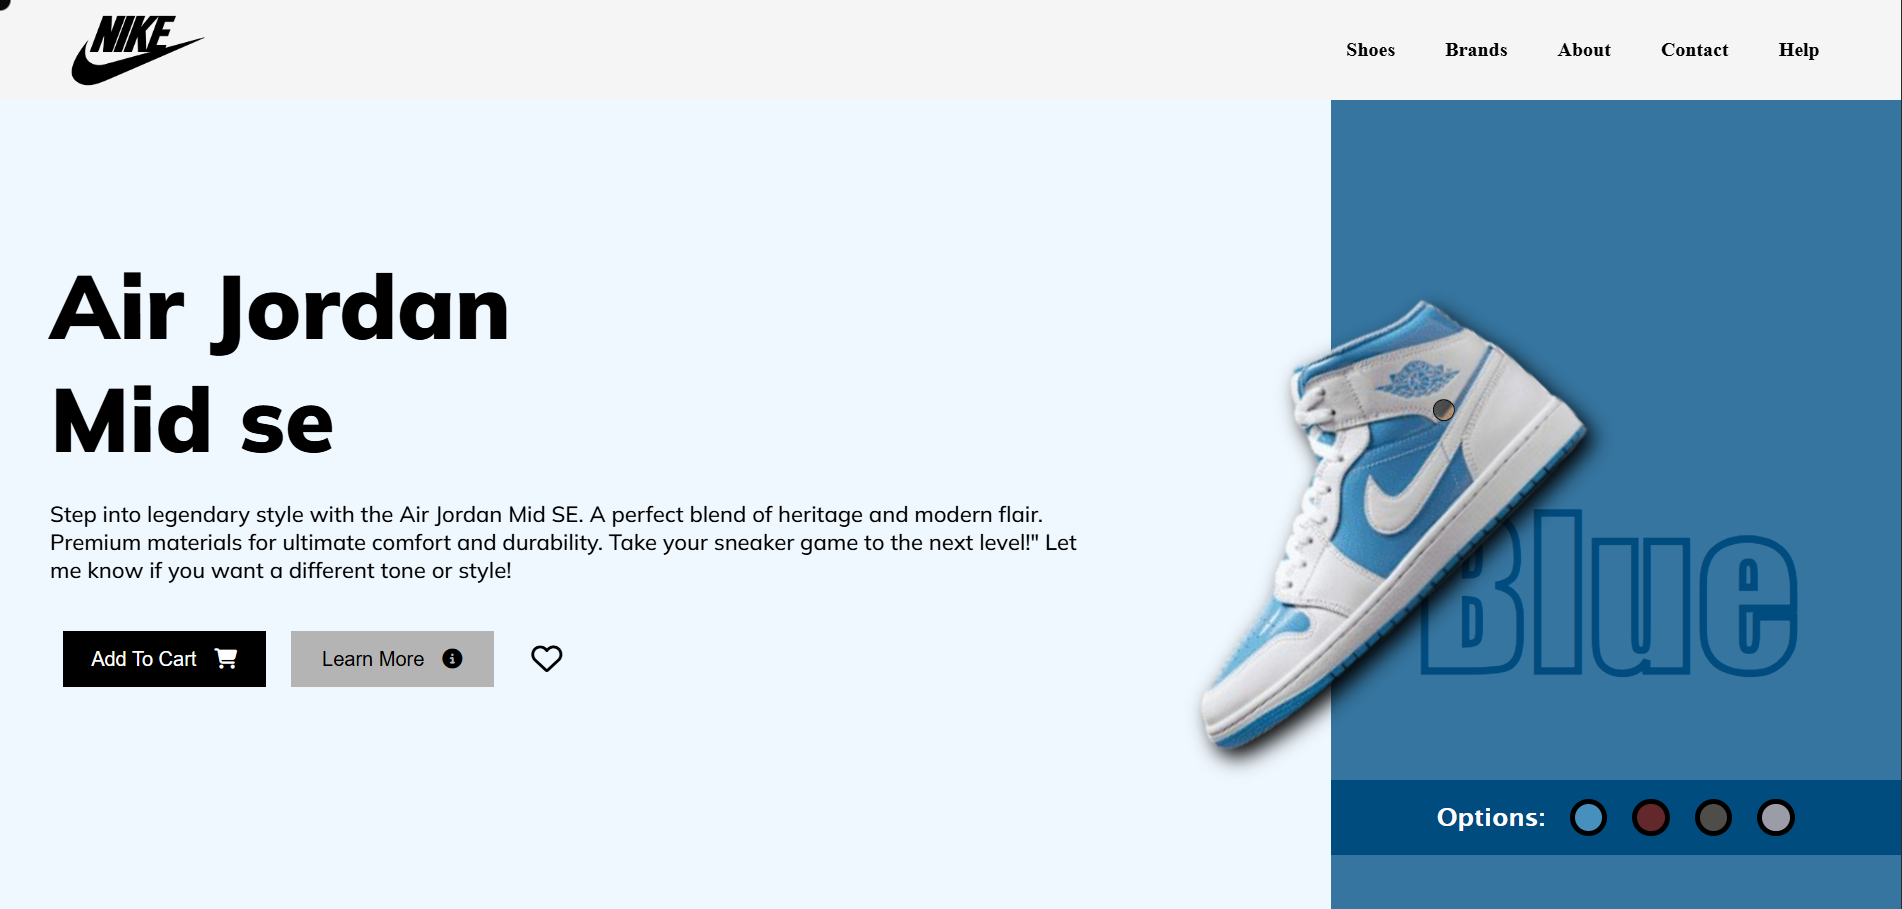 NIKE
Shoes Brands About Contact Help
Air Jordan
Mid se
Step into legendary style with the Air Jordan Mid SE. A perfect blend of heritage and modern flair.
Premium materials for ultimate comfort and durability. Take your sneaker game to the next level!" Let
me know if you want a different tone or style!
Add To Cart
Learn More
Blue
Options: